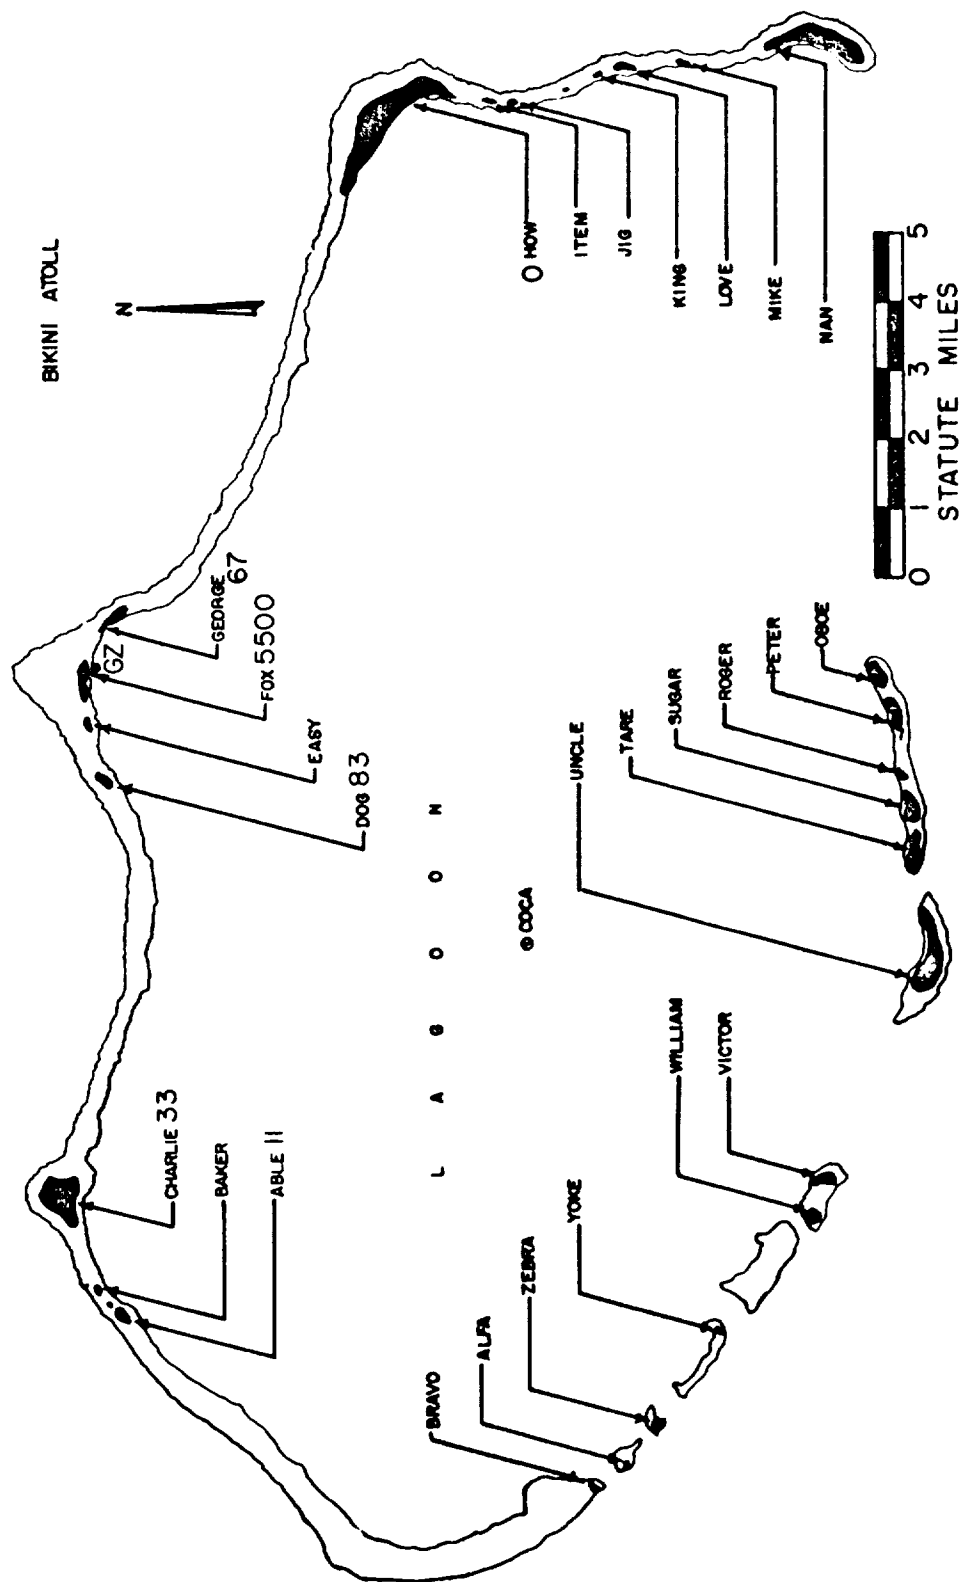 BIKINI ATOLL
N
CHARLIE 33
BAKER
ABLE 11
DOG 83
EASY
FOX 5500
GZ
GEORGE 67
LAGOON
COCA
0 HOW
ITEM
JIG
KING
LOVE
MIKE
NAN
BRAVO
ALFA
ZEBRA
YOKE
WILLIAM
VICTOR
UNCLE
TARE
SUGAR
ROGER
PETER
OBOE
0 1 2 3 4 5
STATUTE MILES